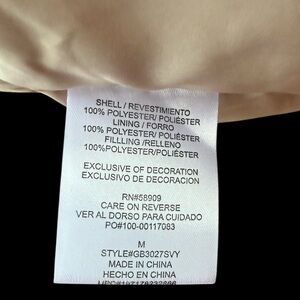 SHELL / REVESTIMIENTO
100% POLYESTER/ POLIÉSTER
LINING / FORRO
100% POLYESTER/ POLIÉSTER
FILLLING /RELLENO
100%POLYESTER/POLIÉSTER
EXCLUSIVE OF DECORATION
EXCLUSIVO DE DECORACION
RN#58909
CARE ON REVERSE
VER AL DORSO PARA CUIDADO
PO#100-00117083
M
STYLE#GB3027SVY
MADE IN CHINA
HECHO EN CHINA